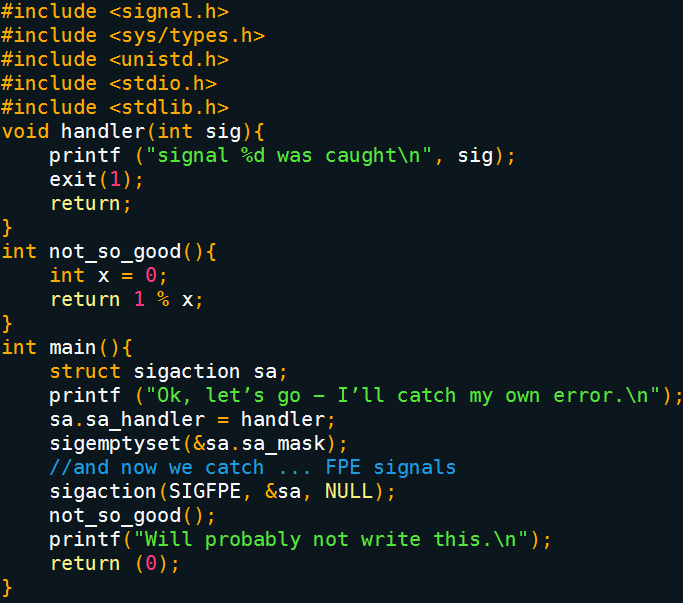 #include <signal.h>
#include <sys/types.h>
#include <unistd.h>
#include <stdio.h>
#include <stdlib.h>
void handler(int sig){
    printf ("signal %d was caught\n", sig);
    exit(1);
    return;
}
int not_so_good(){
    int x = 0;
    return 1 % x;
}
int main(){
    struct sigaction sa;
    printf ("Ok, let’s go – I’ll catch my own error.\n");
    sa.sa_handler = handler;
    sigemptyset(&sa.sa_mask);
    //and now we catch ... FPE signals
    sigaction(SIGFPE, &sa, NULL);
    not_so_good();
    printf("Will probably not write this.\n");
    return (0);
}